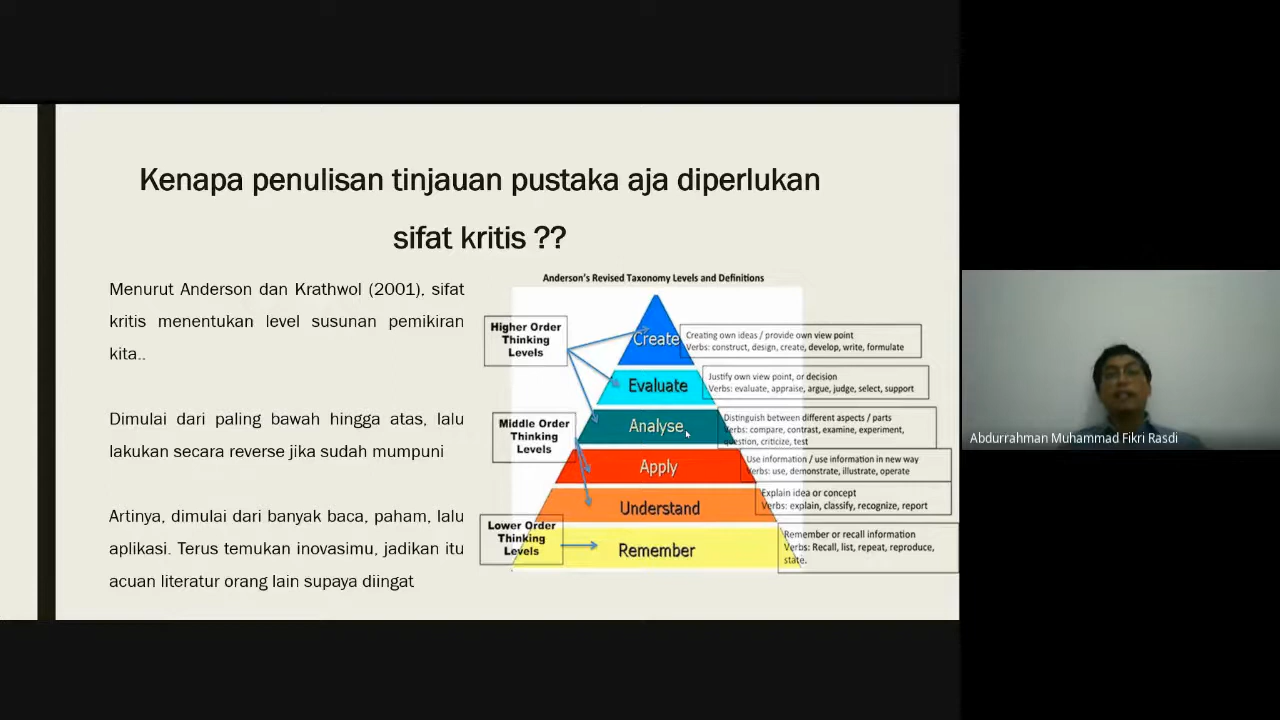 Kenapa penulisan tinjauan pustaka aja diperlukan
sifat kritis ??
Menurut Anderson dan Krathwol (2001), sifat
kritis menentukan level susunan pemikiran
kita..
Dimulai dari paling bawah hingga atas, lalu
lakukan secara reverse jika sudah mumpuni
Artinya, dimulai dari banyak baca, paham, lalu
aplikasi. Terus temukan inovasimu, jadikan itu
acuan literatur orang lain supaya diingat
Anderson's Revised Taxonomy Levels and Definitions
Higher Order
Thinking
Levels
Middle Order
Thinking
Levels
Lower Order
Thinking
Levels
Create
Evaluate
Analyse
Apply
Understand
Remember
Creating own ideas / provide own view point
Verbs: construct, design, create, develop, write, formulate
Justify own view point, or decision
Verbs: evaluate, appraise, argue, judge, select, support
Distinguish between different aspects / parts
Verbs: compare, contrast, examine, experiment,
question, criticize, test
Use information / use information in new way
Verbs: use, demonstrate, illustrate, operate
Explain idea or concept
Verbs: explain, classify, recognize, report
Remember or recall information
Verbs: Recall, list, repeat, reproduce,
state.
Abdurrahman Muhammad Fikri Rasdi